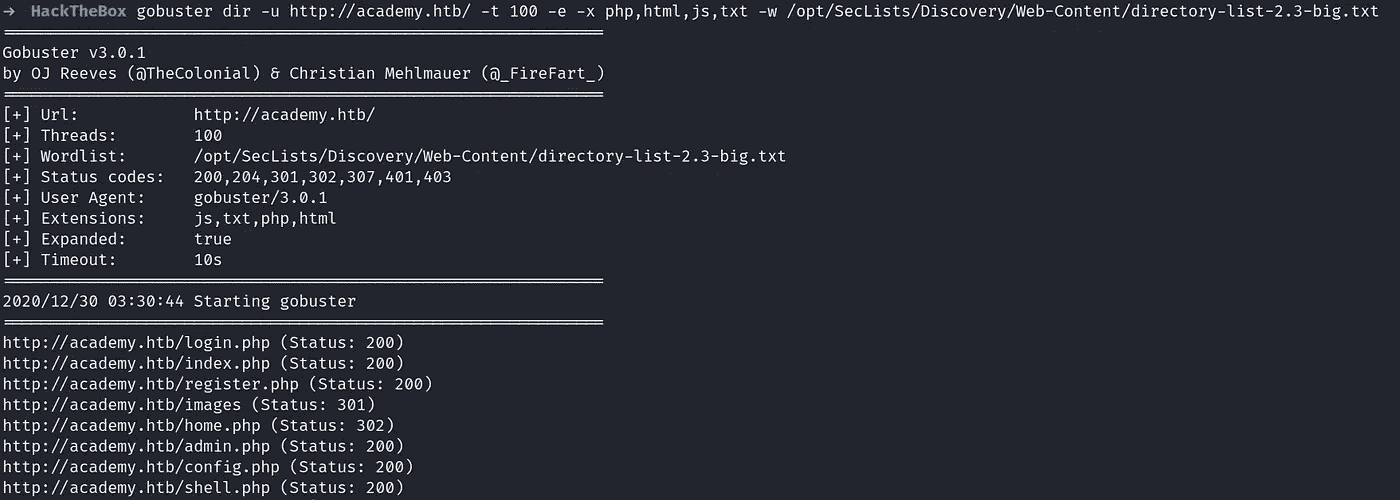 → HackTheBox gobuster dir -u http://academy.htb/ -t 100 -e -x php,html,js,txt -w /opt/SecLists/Discovery/Web-Content/directory-list-2.3-big.txt
===============================================================
Gobuster v3.0.1
by OJ Reeves (@TheColonial) & Christian Mehlmauer (@_FireFart_)
===============================================================
[+] Url:            http://academy.htb/
[+] Threads:        100
[+] Wordlist:       /opt/SecLists/Discovery/Web-Content/directory-list-2.3-big.txt
[+] Status codes:   200,204,301,302,307,401,403
[+] User Agent:     gobuster/3.0.1
[+] Extensions:     js,txt,php,html
[+] Expanded:       true
[+] Timeout:        10s
===============================================================
2020/12/30 03:30:44 Starting gobuster
===============================================================
http://academy.htb/login.php (Status: 200)
http://academy.htb/index.php (Status: 200)
http://academy.htb/register.php (Status: 200)
http://academy.htb/images (Status: 301)
http://academy.htb/home.php (Status: 302)
http://academy.htb/admin.php (Status: 200)
http://academy.htb/config.php (Status: 200)
http://academy.htb/shell.php (Status: 200)